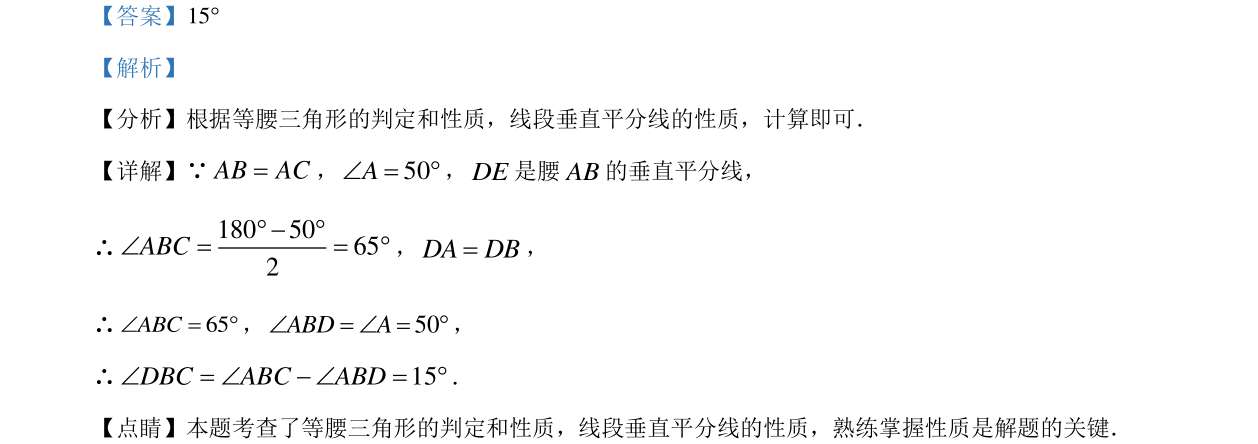 【答案】15°
【解析】
【分析】根据等腰三角形的判定和性质，线段垂直平分线的性质，计算即可．
【详解】∵ AB = AC， ∠A = 50°， DE 是腰 AB 的垂直平分线，
∴ ∠ABC = \frac{180° − 50°}{2} = 65°， DA = DB，
∴ ∠ABC = 65°， ∠ABD = ∠A = 50°，
∴ ∠DBC = ∠ABC − ∠ABD = 15°．
【点睛】本题考查了等腰三角形的判定和性质，线段垂直平分线的性质，熟练掌握性质是解题的关键．